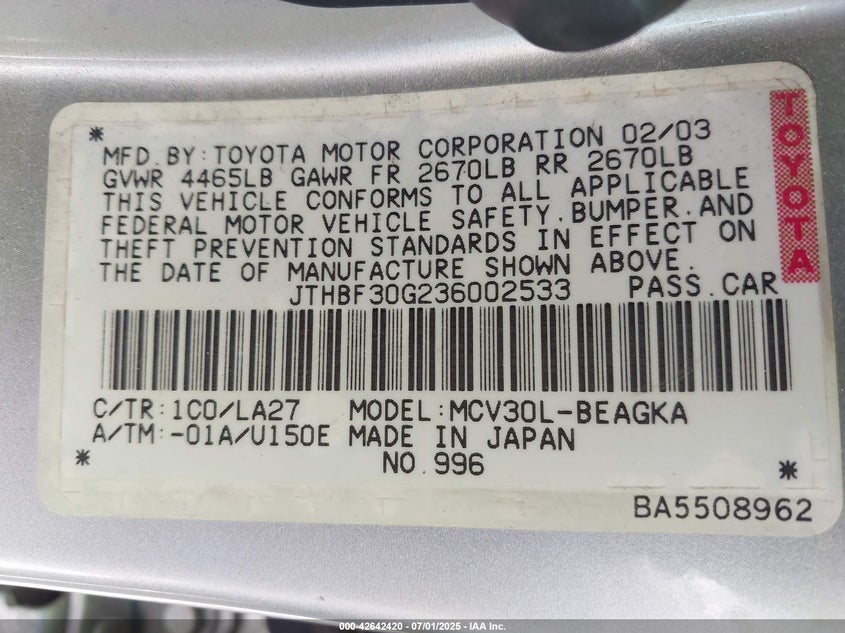 * MFD.BY:TOYOTA MOTOR CORPORATION 02/03
GVWR 4465LB GAWR FR 2670LB RR 2670LB
THIS VEHICLE CONFORMS TO ALL APPLICABLE
FEDERAL MOTOR VEHICLE SAFETY,BUMPER,AND
THEFT PREVENTION STANDARDS IN EFFECT ON
THE DATE OF MANUFACTURE SHOWN ABOVE.
JTHBF30G236002533 PASS.CAR
C/TR:1C0/LA27 MODEL:MCV30L-BEAGKA
A/TM:-01A/U150E MADE IN JAPAN
* NO.996 *
BA5508962
TOYOTA
000-42642420 - 07/01/2025 - IAA Inc.